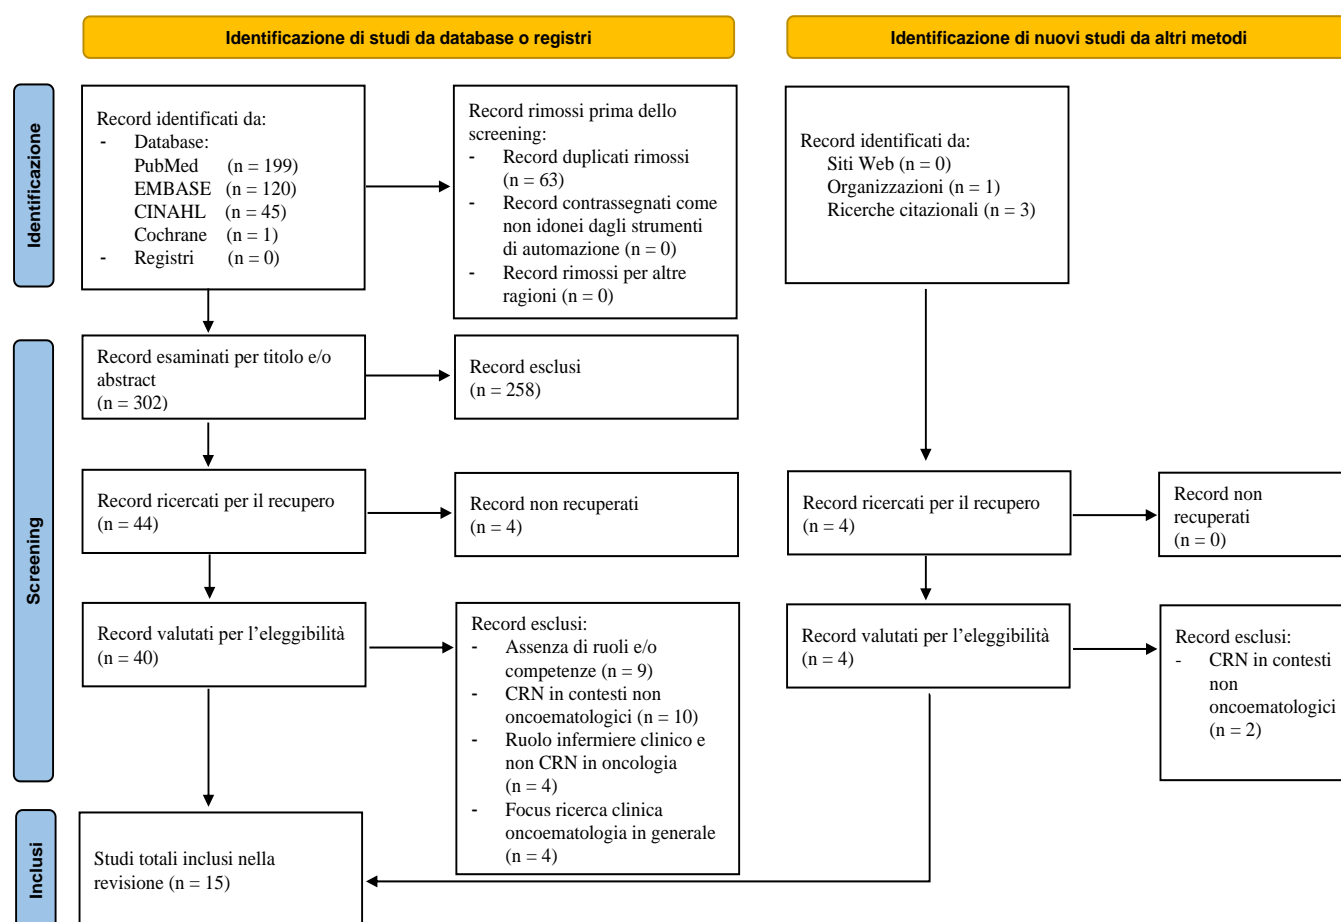 Identificazione di studi da database o registri
Identificazione di nuovi studi da altri metodi
Identificazione
Record identificati da:
- Database:
PubMed (n = 199)
EMBASE (n = 120)
CINAHL (n = 45)
Cochrane (n = 1)
- Registri (n = 0)
Record rimossi prima dello
screening:
- Record duplicati rimossi
(n = 63)
- Record contrassegnati come
non idonei dagli strumenti
di automazione (n = 0)
- Record rimossi per altre
ragioni (n = 0)
Record identificati da:
Siti Web (n = 0)
Organizzazioni (n = 1)
Ricerche citazionali (n = 3)
Screening
Record esaminati per titolo e/o
abstract
(n = 302)
Record esclusi
(n = 258)
Record ricercati per il recupero
(n = 44)
Record non recuperati
(n = 4)
Record ricercati per il recupero
(n = 4)
Record non
recuperati
(n = 0)
Record valutati per l'eleggibilità
(n = 40)
Record esclusi:
- Assenza di ruoli e/o
competenze (n = 9)
- CRN in contesti non
oncoematologici (n = 10)
- Ruolo infermiere clinico e
non CRN in oncologia
(n = 4)
- Focus ricerca clinica
oncoematologia in generale
(n = 4)
Record valutati per l'eleggibilità
(n = 4)
Record esclusi:
- CRN in contesti
non
oncoematologici
(n = 2)
Inclusi
Studi totali inclusi nella
revisione (n = 15)